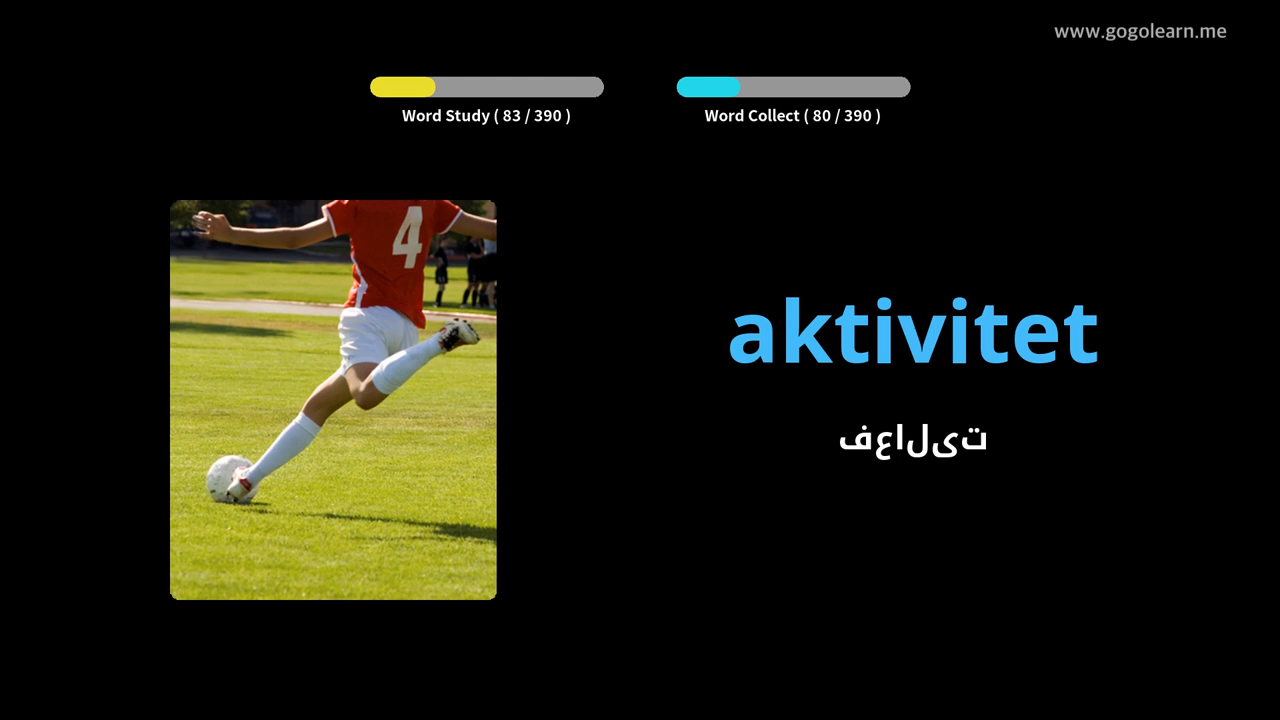 www.gogolearn.me
Word Study ( 83 / 390 )
Word Collect ( 80 / 390 )
4
aktivitet
فعالیت